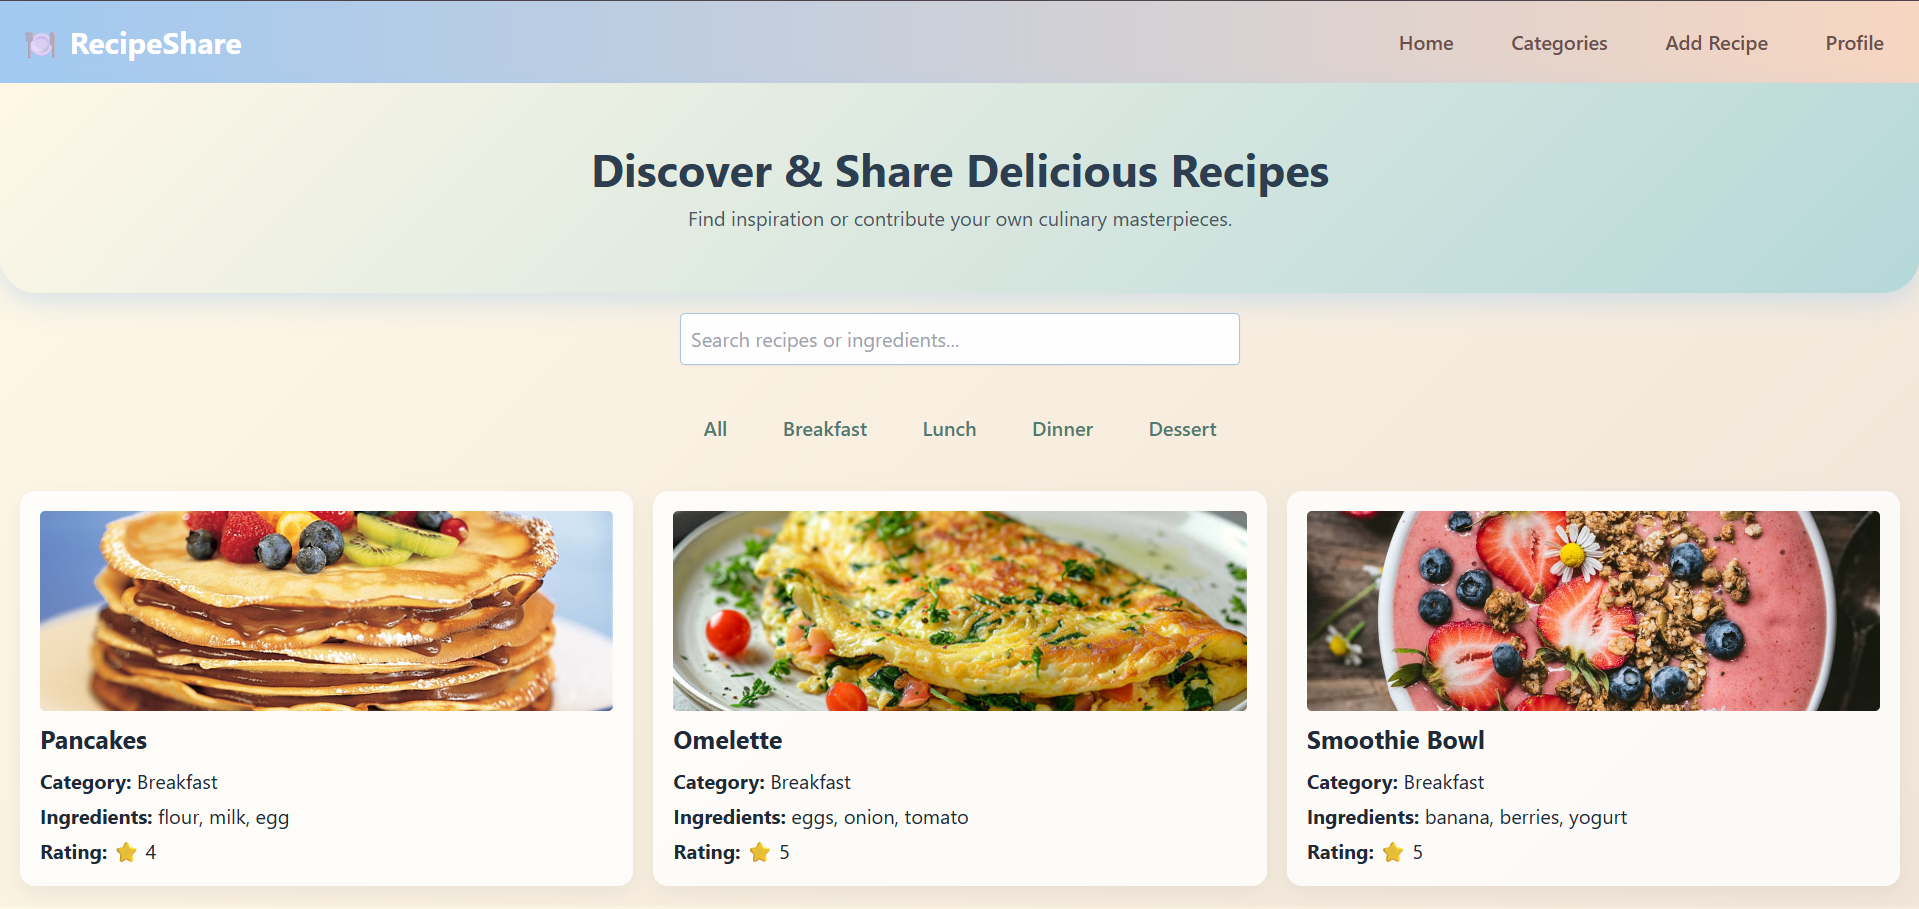 RecipeShare
Home Categories Add Recipe Profile
Discover & Share Delicious Recipes
Find inspiration or contribute your own culinary masterpieces.
Search recipes or ingredients...
All Breakfast Lunch Dinner Dessert
Pancakes
Category: Breakfast
Ingredients: flour, milk, egg
Rating: ⭐ 4
Omelette
Category: Breakfast
Ingredients: eggs, onion, tomato
Rating: ⭐ 5
Smoothie Bowl
Category: Breakfast
Ingredients: banana, berries, yogurt
Rating: ⭐ 5